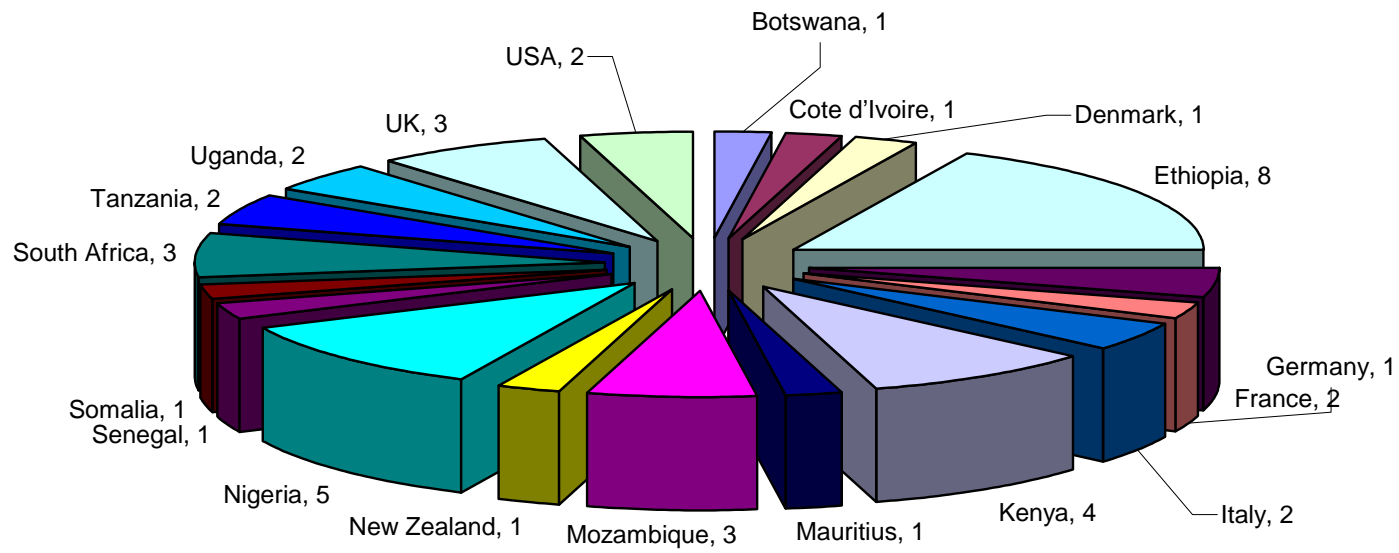 Botswana, 1
USA, 2
Cote d'Ivoire, 1
Denmark, 1
UK, 3
Uganda, 2
Ethiopia, 8
Tanzania, 2
South Africa, 3
Germany, 1
France, 2
Somalia, 1
Senegal, 1
Nigeria, 5
Kenya, 4
Italy, 2
New Zealand, 1
Mozambique, 3
Mauritius, 1